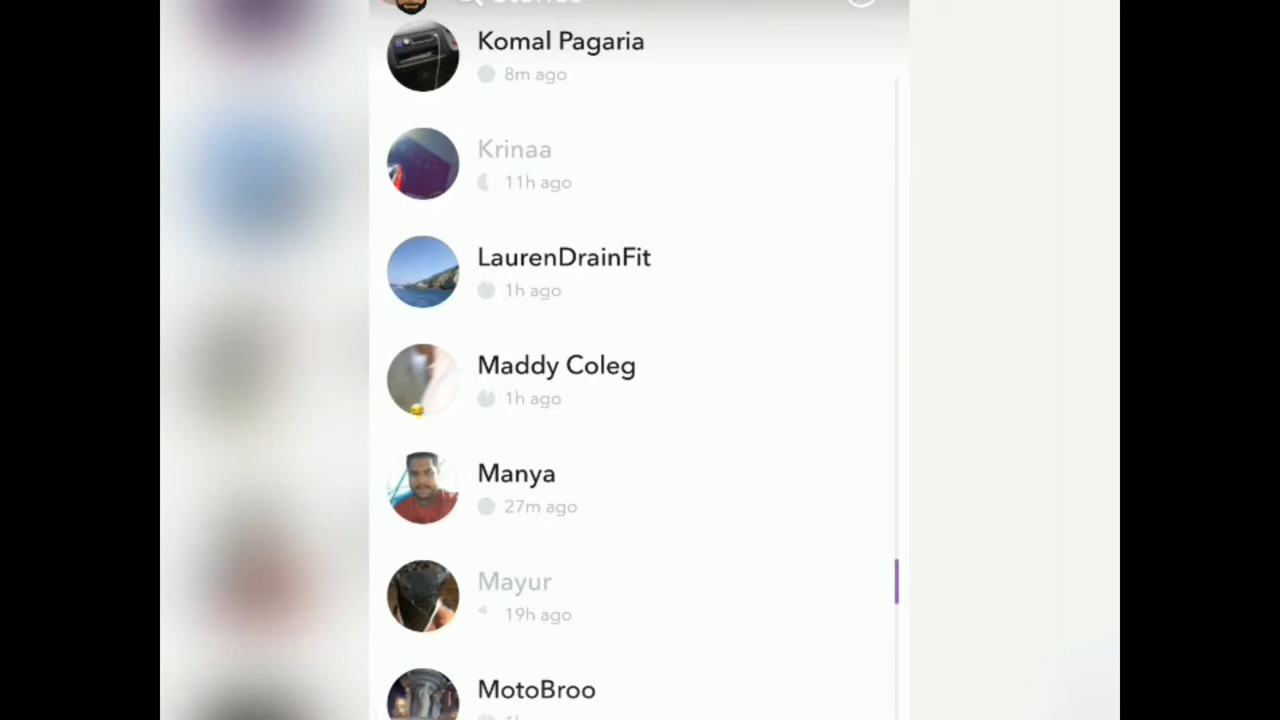 Stories
Komal Pagaria
8m ago
Krinaa
11h ago
LaurenDrainFit
1h ago
Maddy Coleg
1h ago
Manya
27m ago
Mayur
19h ago
MotoBroo